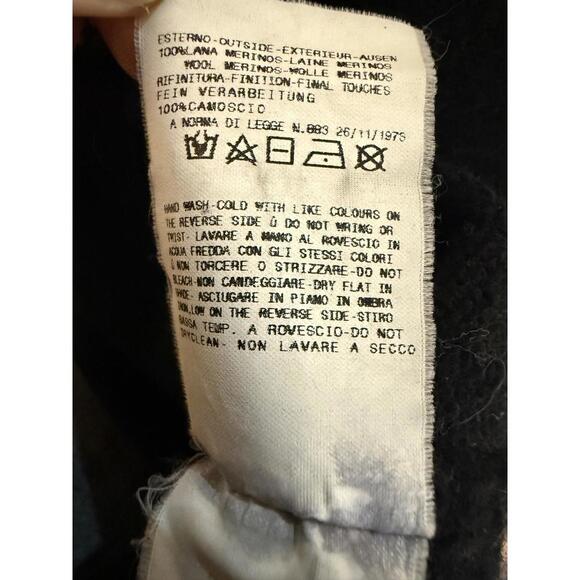 ESTERNO-OUTSIDE-EXTERIEUR-AUSEN
100%LANA MERINOS-LAINE MERINOS
WOOL MERINOS-WOLLE MERINOS
RIFINITURA-FINITION-FINAL TOUCHES
FEIN VERARBEITUNG
100%CAMOSCIO
A NORMA DI LEGGE N.883 26/11/1973
HAND WASH-COLD WITH LIKE COLOURS ON
THE REVERSE SIDE Ü DO NOT WRING OR
TWIST- LAVARE A MANO AL ROVESCIO IN
ACQUA FREDDA CON GLI STESSI COLORI
Ü NON TORCERE O STRIZZARE-DO NOT
BLEACH-NON CANDEGGIARE-DRY FLAT IN
SHADE- ASCIUGARE IN PIANO IN OMBRA
IRON,LOW ON THE REVERSE SIDE-STIRO
BASSA TEMP. A ROVESCIO-DO NOT
DRYCLEAN- NON LAVARE A SECCO